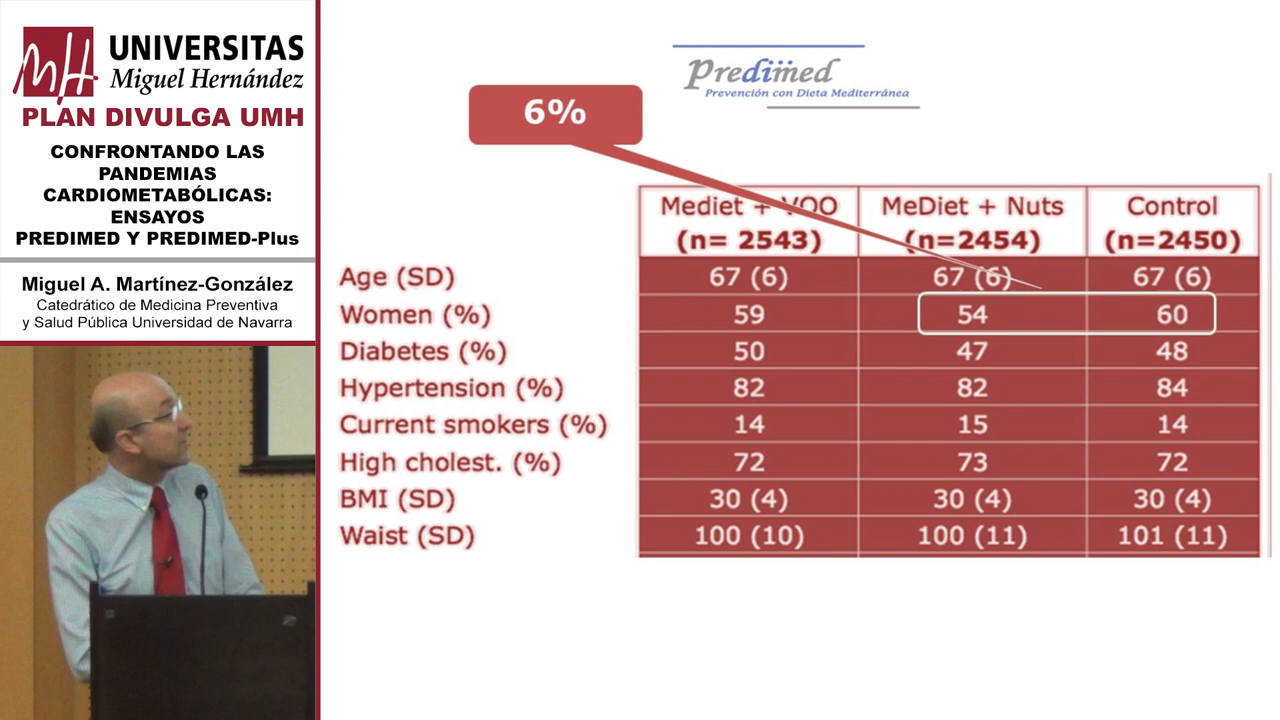 UNIVERSITAS
Miguel Hernández
PLAN DIVULGA UMH
CONFRONTANDO LAS
PANDEMIAS
CARDIOMETABÓLICAS:
ENSAYOS
PREDIMED Y PREDIMED-Plus
Miguel A. Martínez-González
Catedrático de Medicina Preventiva
y Salud Pública Universidad de Navarra
Predimed
Prevención con Dieta Mediterránea
6%
Mediet + VOO MeDiet + Nuts Control
(n= 2543) (n=2454) (n=2450)
Age (SD) 67 (6) 67 (6) 67 (6)
Women (%) 59 54 60
Diabetes (%) 50 47 48
Hypertension (%) 82 82 84
Current smokers (%) 14 15 14
High cholest. (%) 72 73 72
BMI (SD) 30 (4) 30 (4) 30 (4)
Waist (SD) 100 (10) 100 (11) 101 (11)